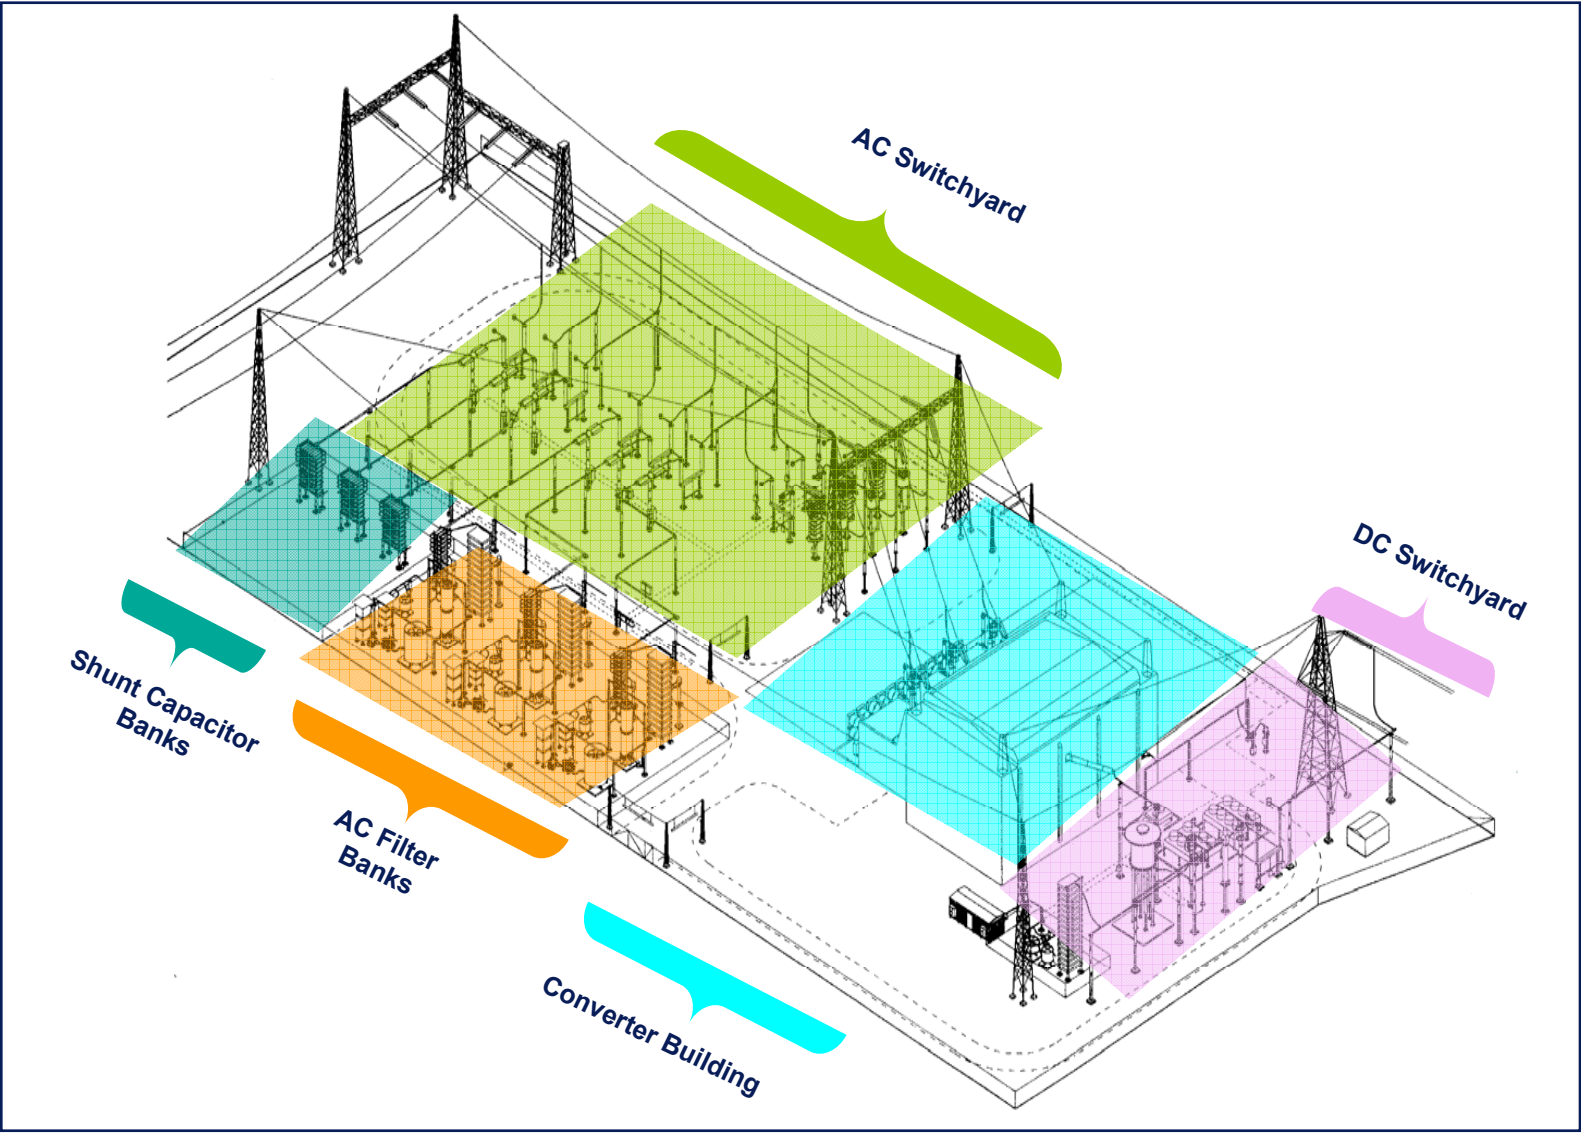 AC Switchyard
DC Switchyard
Shunt Capacitor
Banks
AC Filter
Banks
Converter Building